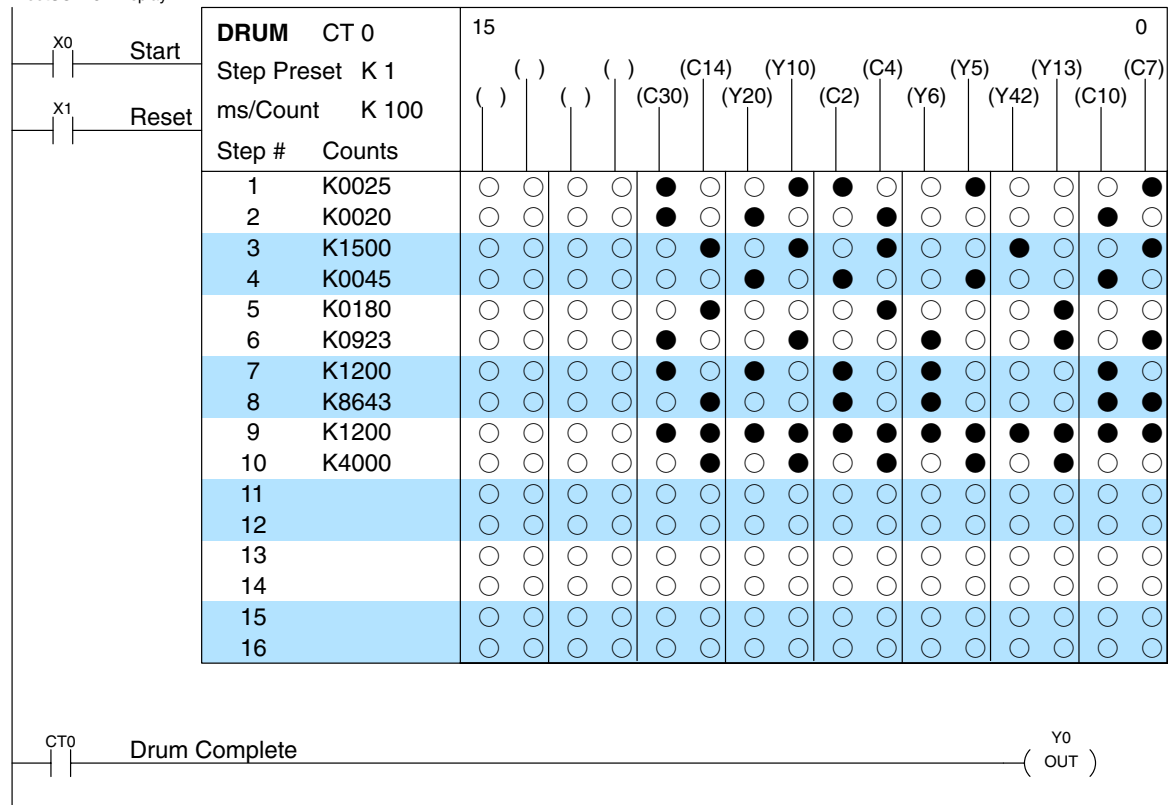 DRUM CT 0
15 0
X0 Start
Step Preset K 1
( ) ( ) (C14) (Y10) (C4) (Y5) (Y13) (C7)
( ) ( ) (C30) (Y20) (C2) (Y6) (Y42) (C10)
X1 Reset
ms/Count K 100
Step # Counts
1 K0025
2 K0020
3 K1500
4 K0045
5 K0180
6 K0923
7 K1200
8 K8643
9 K1200
10 K4000
11
12
13
14
15
16
CT0 Drum Complete
Y0
OUT